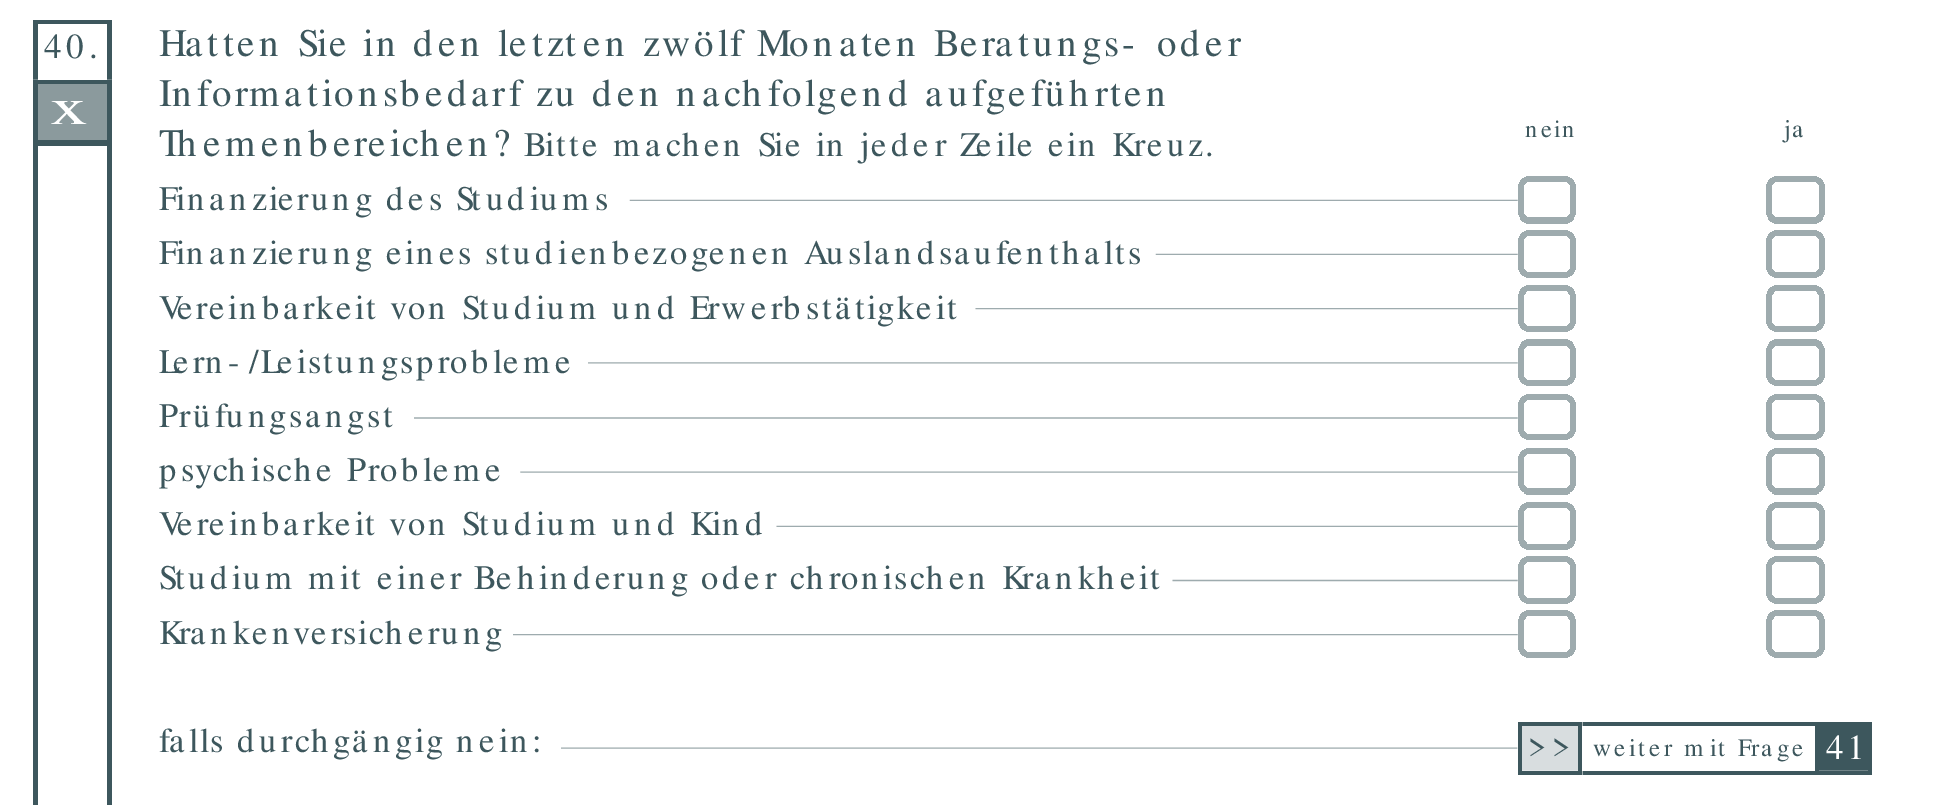 40.
X
Hatten Sie in den letzten zwölf Monaten Beratungs- oder
Informationsbedarf zu den nachfolgend aufgeführten
Themenbereichen? Bitte machen Sie in jeder Zeile ein Kreuz.
nein ja
Finanzierung des Studiums
Finanzierung eines studienbezogenen Auslandsaufenthalts
Vereinbarkeit von Studium und Erwerbstätigkeit
Lern-/Leistungsprobleme
Prüfungsangst
psychische Probleme
Vereinbarkeit von Studium und Kind
Studium mit einer Behinderung oder chronischen Krankheit
Krankenversicherung
falls durchgängig nein: >> weiter mit Frage 41